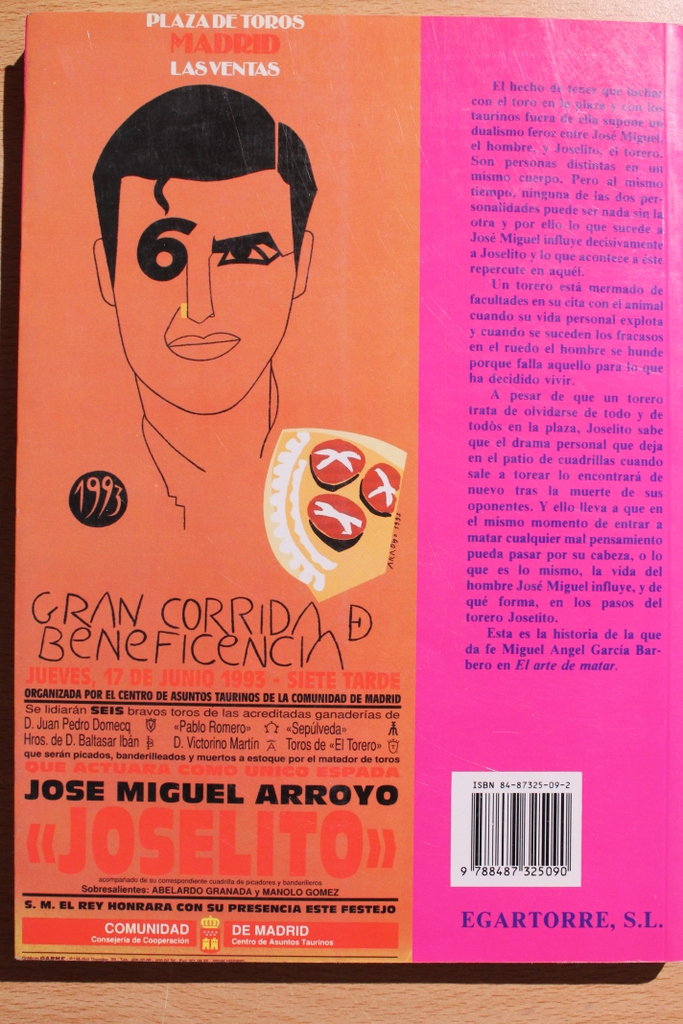 PLAZA DE TOROS
MADRID
LAS VENTAS
6
1993
ARROYO 1993
GRAN CORRIDA D
BENEFICENCIA
JUEVES, 17 DE JUNIO 1993 - SIETE TARDE
ORGANIZADA POR EL CENTRO DE ASUNTOS TAURINOS DE LA COMUNIDAD DE MADRID
Se lidiarán SEIS bravos toros de las acreditadas ganaderías de
D. Juan Pedro Domecq «Pablo Romero» «Sepúlveda»
Hros. de D. Baltasar Ibán D. Victorino Martín Toros de «El Torero»
que serán picados, banderilleados y muertos a estoque por el matador de toros
QUE ACTUARA COMO UNICO ESPADA
JOSE MIGUEL ARROYO
«JOSELITO»
acompañado de su correspondiente cuadrilla de picadores y banderilleros
Sobresalientes: ABELARDO GRANADA y MANOLO GOMEZ
S. M. EL REY HONRARA CON SU PRESENCIA ESTE FESTEJO
COMUNIDAD DE MADRID
Consejería de Cooperación Centro de Asuntos Taurinos
El hecho de tener que luchar
con el toro en la plaza y con los
taurinos fuera de ella supone un
dualismo feroz entre José Miguel,
el hombre, y Joselito, el torero.
Son personas distintas en un
mismo cuerpo. Pero al mismo
tiempo, ninguna de las dos per-
sonalidades puede ser nada sin la
otra y por ello lo que sucede a
José Miguel influye decisivamente
a Joselito y lo que acontece a éste
repercute en aquél.
Un torero está mermado de
facultades en su cita con el animal
cuando su vida personal explota
y cuando se suceden los fracasos
en el ruedo el hombre se hunde
porque falla aquello para lo que
ha decidido vivir.
A pesar de que un torero
trata de olvidarse de todo y de
todos en la plaza, Joselito sabe
que el drama personal que deja
en el patio de cuadrillas cuando
sale a torear lo encontrará de
nuevo tras la muerte de sus
oponentes. Y ello lleva a que en
el mismo momento de entrar a
matar cualquier mal pensamiento
pueda pasar por su cabeza, o lo
que es lo mismo, la vida del
hombre José Miguel influye, y de
qué forma, en los pasos del
torero Joselito.
Esta es la historia de la que
da fe Miguel Angel García Bar-
bero en El arte de matar.
ISBN 84-87325-09-2
9 788487 325090
EGARTORRE, S.L.